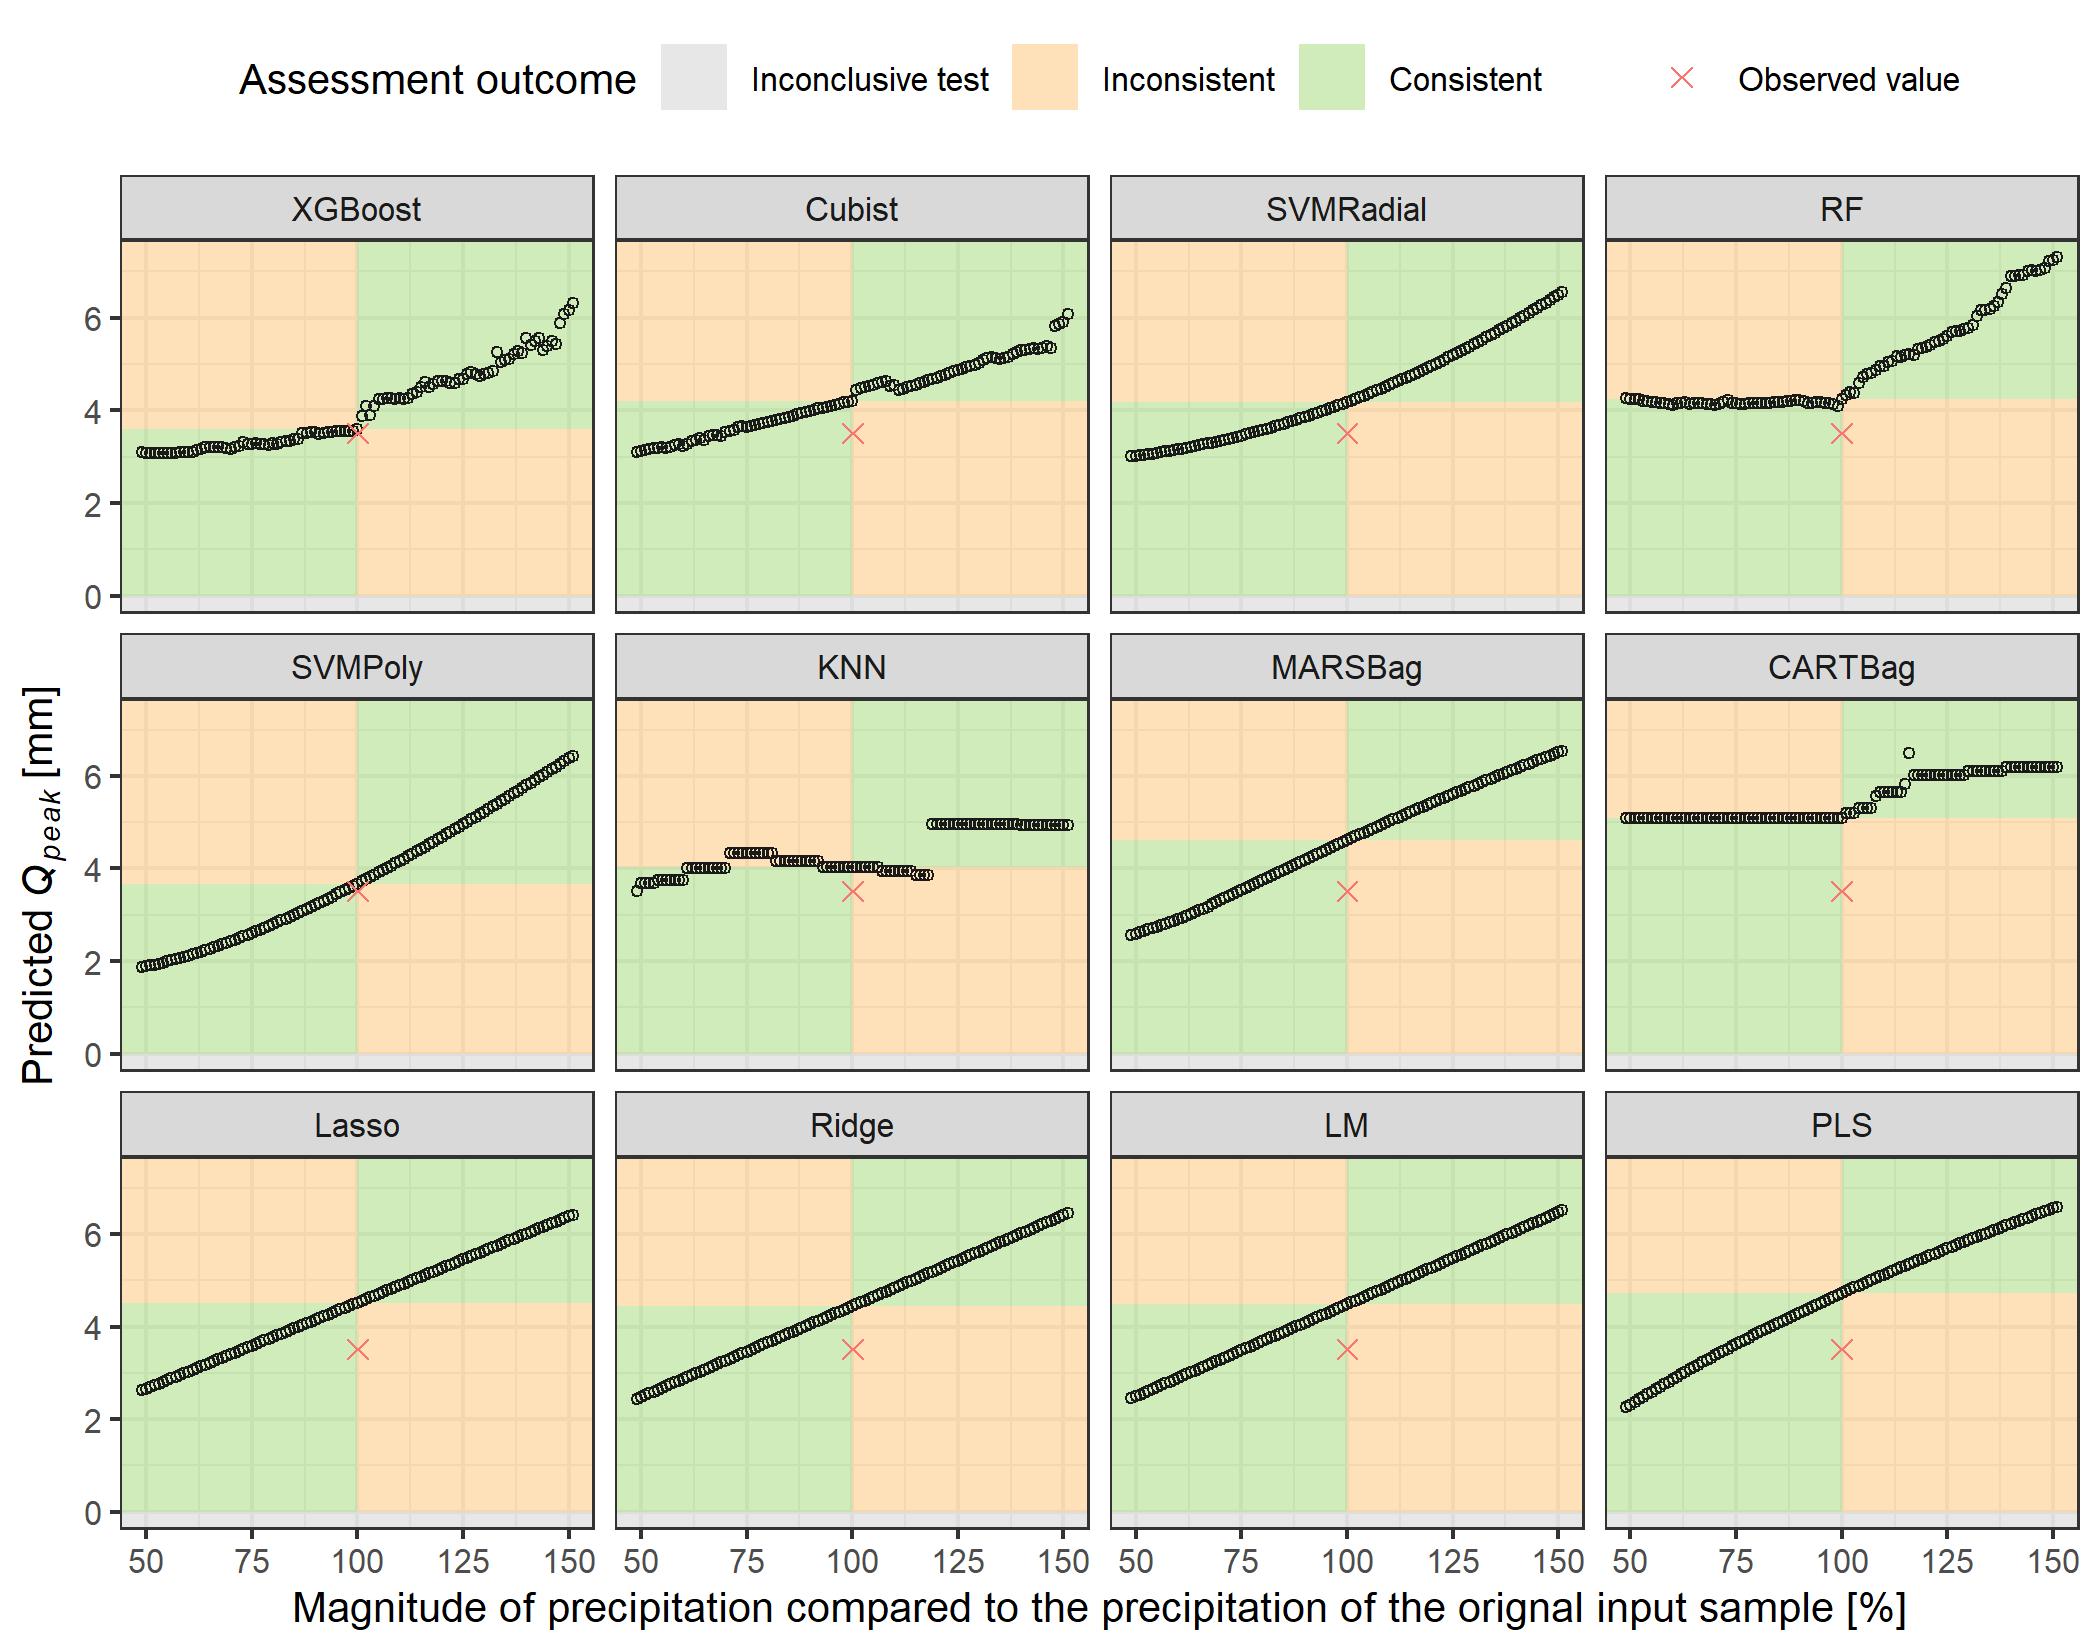 Assessment outcome Inconclusive test Inconsistent Consistent Observed value
XGBoost Cubist SVMRadial RF
6
4
2
0
SVMPoly KNN MARSBag CARTBag
6
4
2
0
Lasso Ridge LM PLS
6
4
2
0
Predicted Qpeak [mm]
50 75 100 125 150 50 75 100 125 150 50 75 100 125 150 50 75 100 125 150
Magnitude of precipitation compared to the precipitation of the orignal input sample [%]